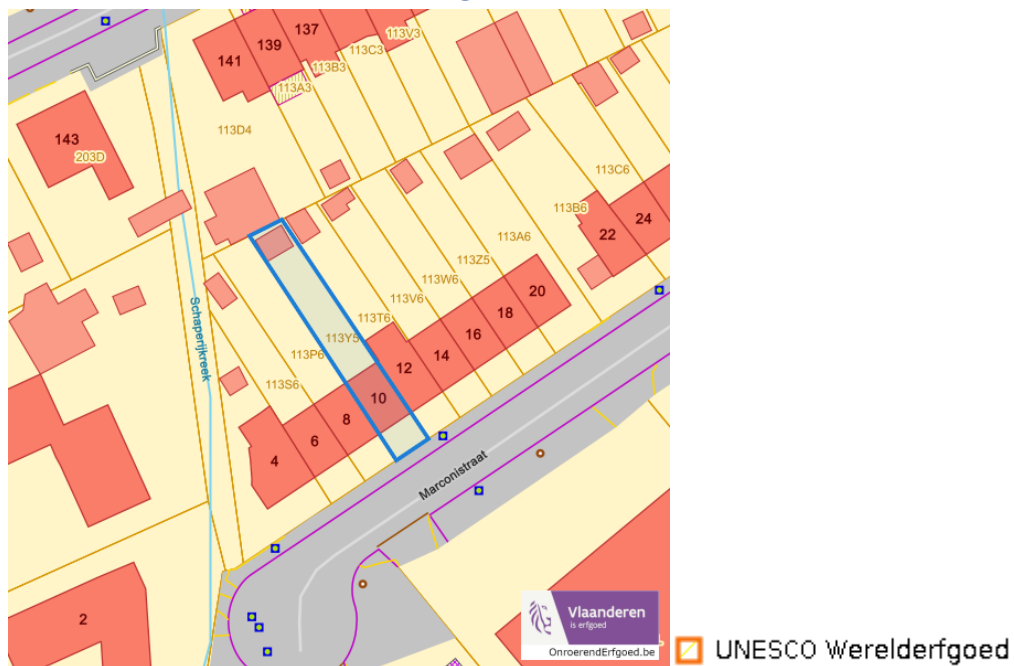 137
139
141
113V3
113C3
113B3
113A3
113D4
143
203D
113C6
113B6
24
22
113A6
113Z5
113W6
113V6
113T6
113Y5
113P6
113S6
20
18
16
14
12
10
8
6
4
Schaperijkreek
Marconistraat
2
Vlaanderen
is erfgoed
OnroerendErfgoed.be
UNESCO Werelderfgoed